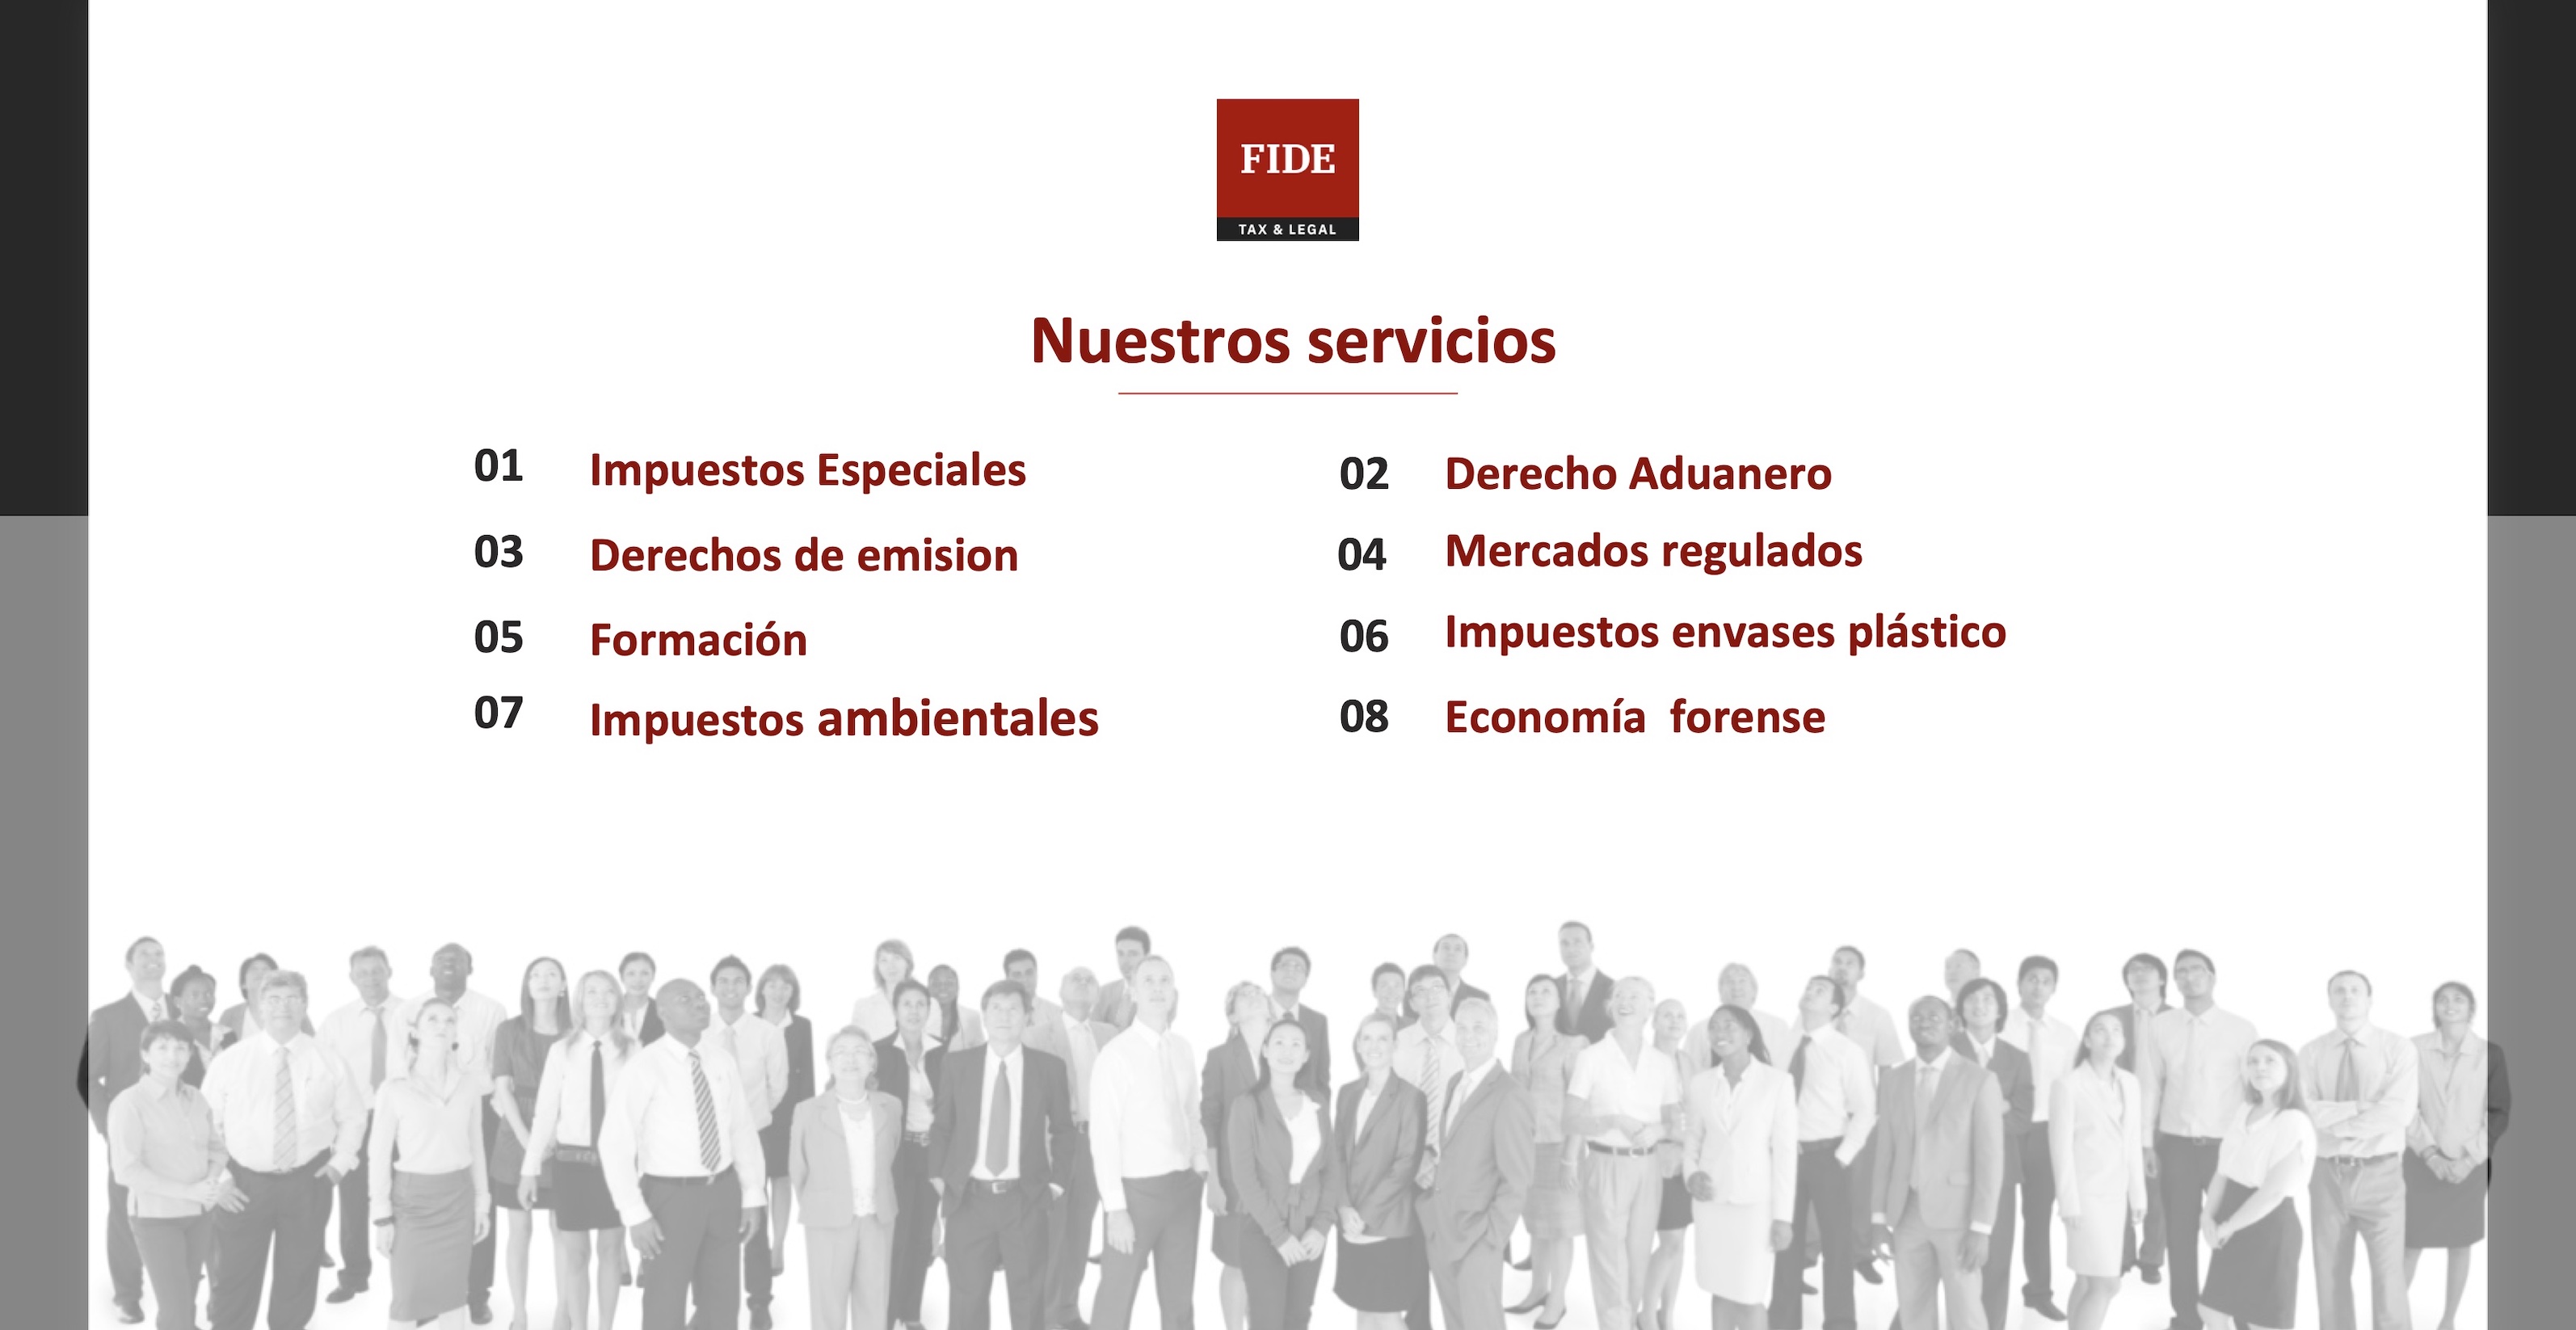 FIDE
TAX & LEGAL
Nuestros servicios
01 Impuestos Especiales
02 Derecho Aduanero
03 Derechos de emision
04 Mercados regulados
05 Formación
06 Impuestos envases plástico
07 Impuestos ambientales
08 Economía  forense